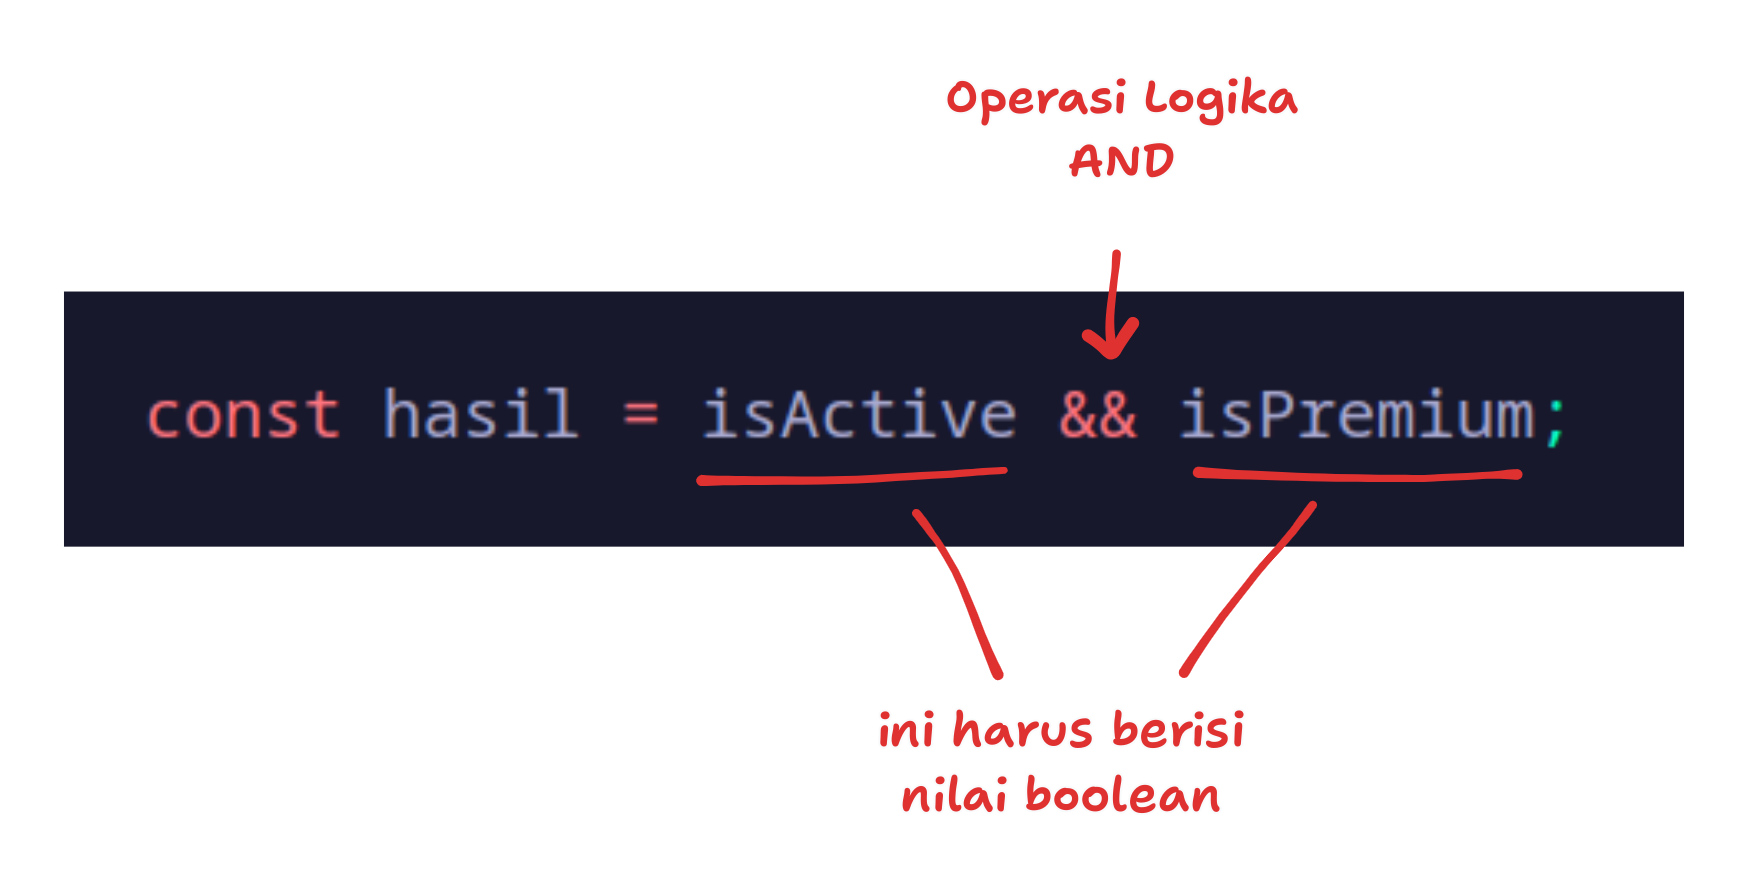 Operasi Logika
AND
const hasil = isActive && isPremium;
ini harus berisi
nilai boolean